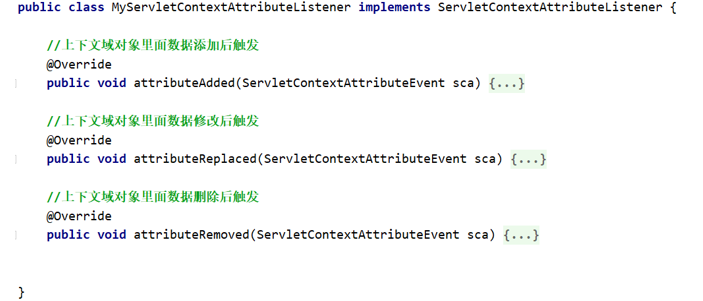 public class MyServletContextAttributeListener implements ServletContextAttributeListener {
//上下文域对象里面数据添加后触发
@Override
public void attributeAdded(ServletContextAttributeEvent sca) {...}
//上下文域对象里面数据修改后触发
@Override
public void attributeReplaced(ServletContextAttributeEvent sca) {...}
//上下文域对象里面数据删除后触发
@Override
public void attributeRemoved(ServletContextAttributeEvent sca) {...}
}